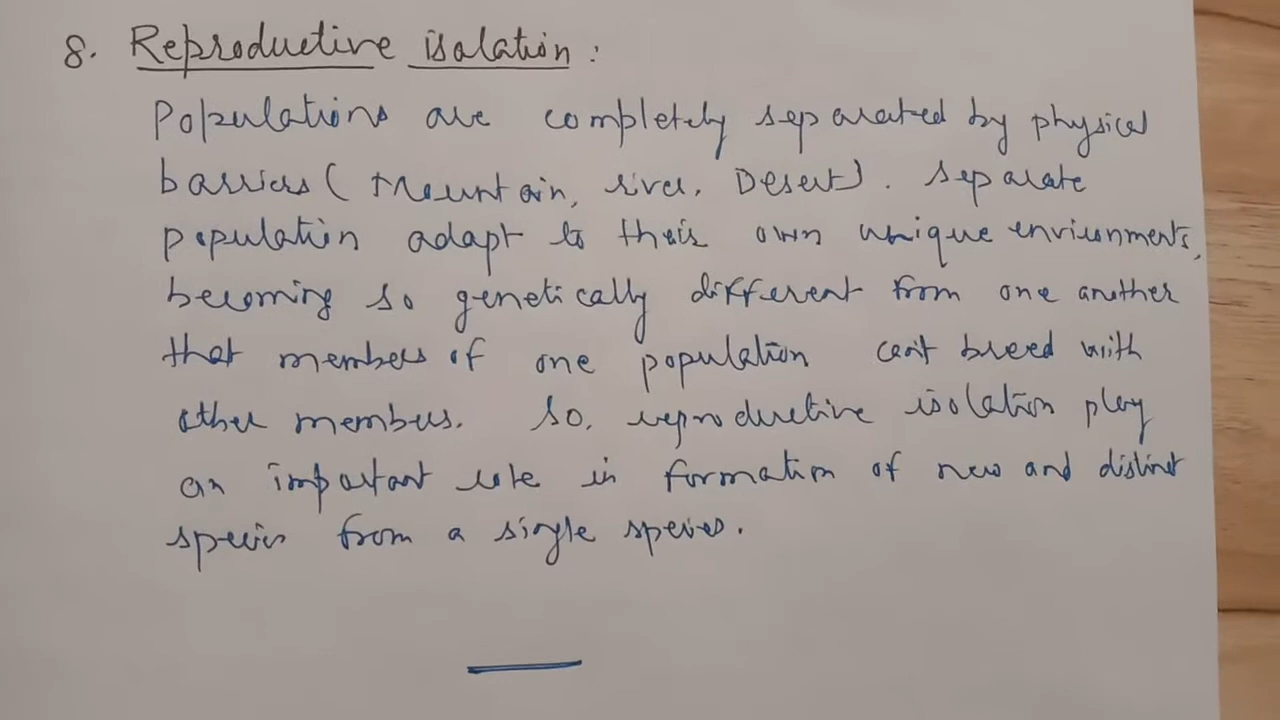 8. Reproductive isolation :
Populations are completely separated by physical
barriers ( Mountain, river, Desert). Separate
population adapt to their own unique environments,
becoming so genetically different from one another
that members of one population can't breed with
other members. So, reproductive isolation play
an important role in formation of new and distinct
species from a single species.